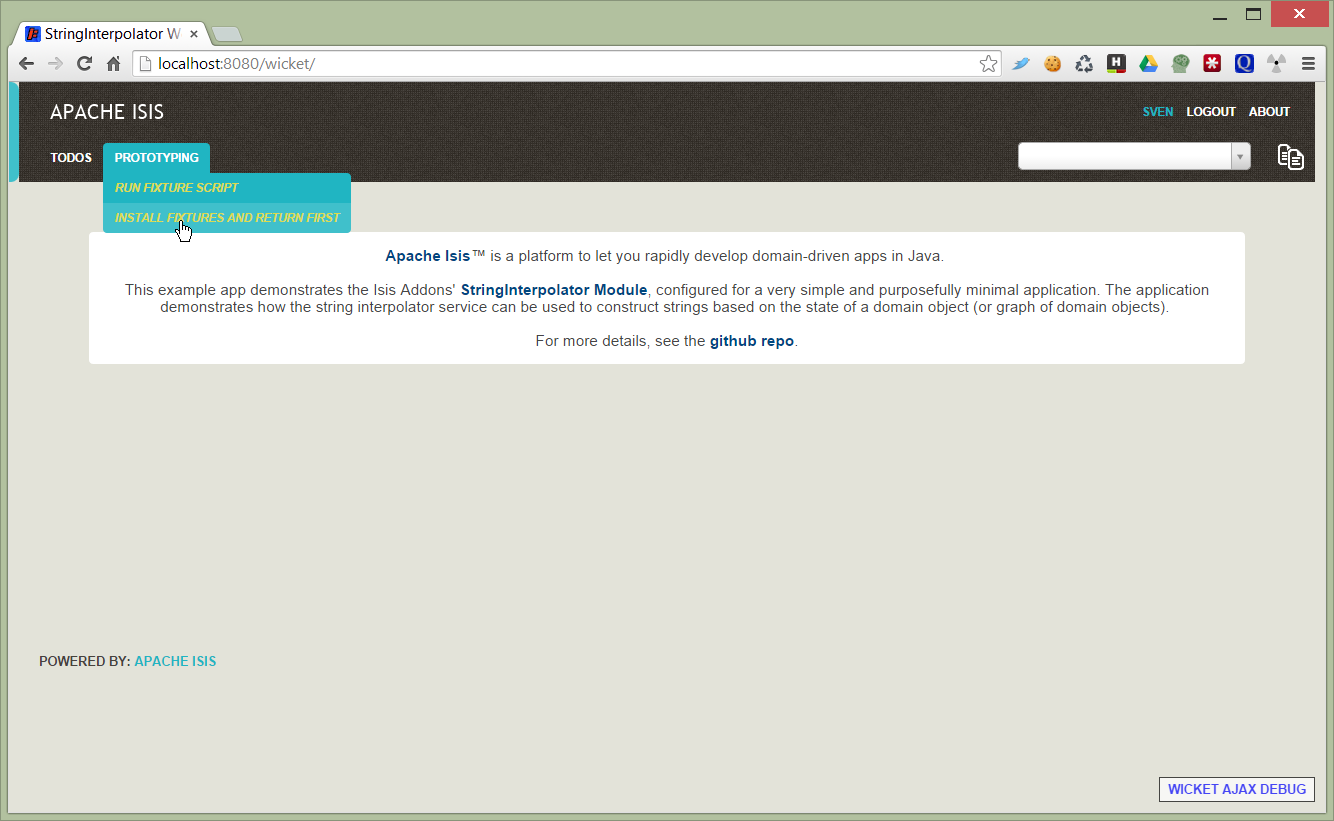 StringInterpolator W
localhost:8080/wicket/
APACHE ISIS
SVEN LOGOUT ABOUT
TODOS PROTOTYPING
RUN FIXTURE SCRIPT
INSTALL FIXTURES AND RETURN FIRST
Apache Isis™ is a platform to let you rapidly develop domain-driven apps in Java.
This example app demonstrates the Isis Addons' StringInterpolator Module, configured for a very simple and purposefully minimal application. The application
demonstrates how the string interpolator service can be used to construct strings based on the state of a domain object (or graph of domain objects).
For more details, see the github repo.
POWERED BY: APACHE ISIS
WICKET AJAX DEBUG